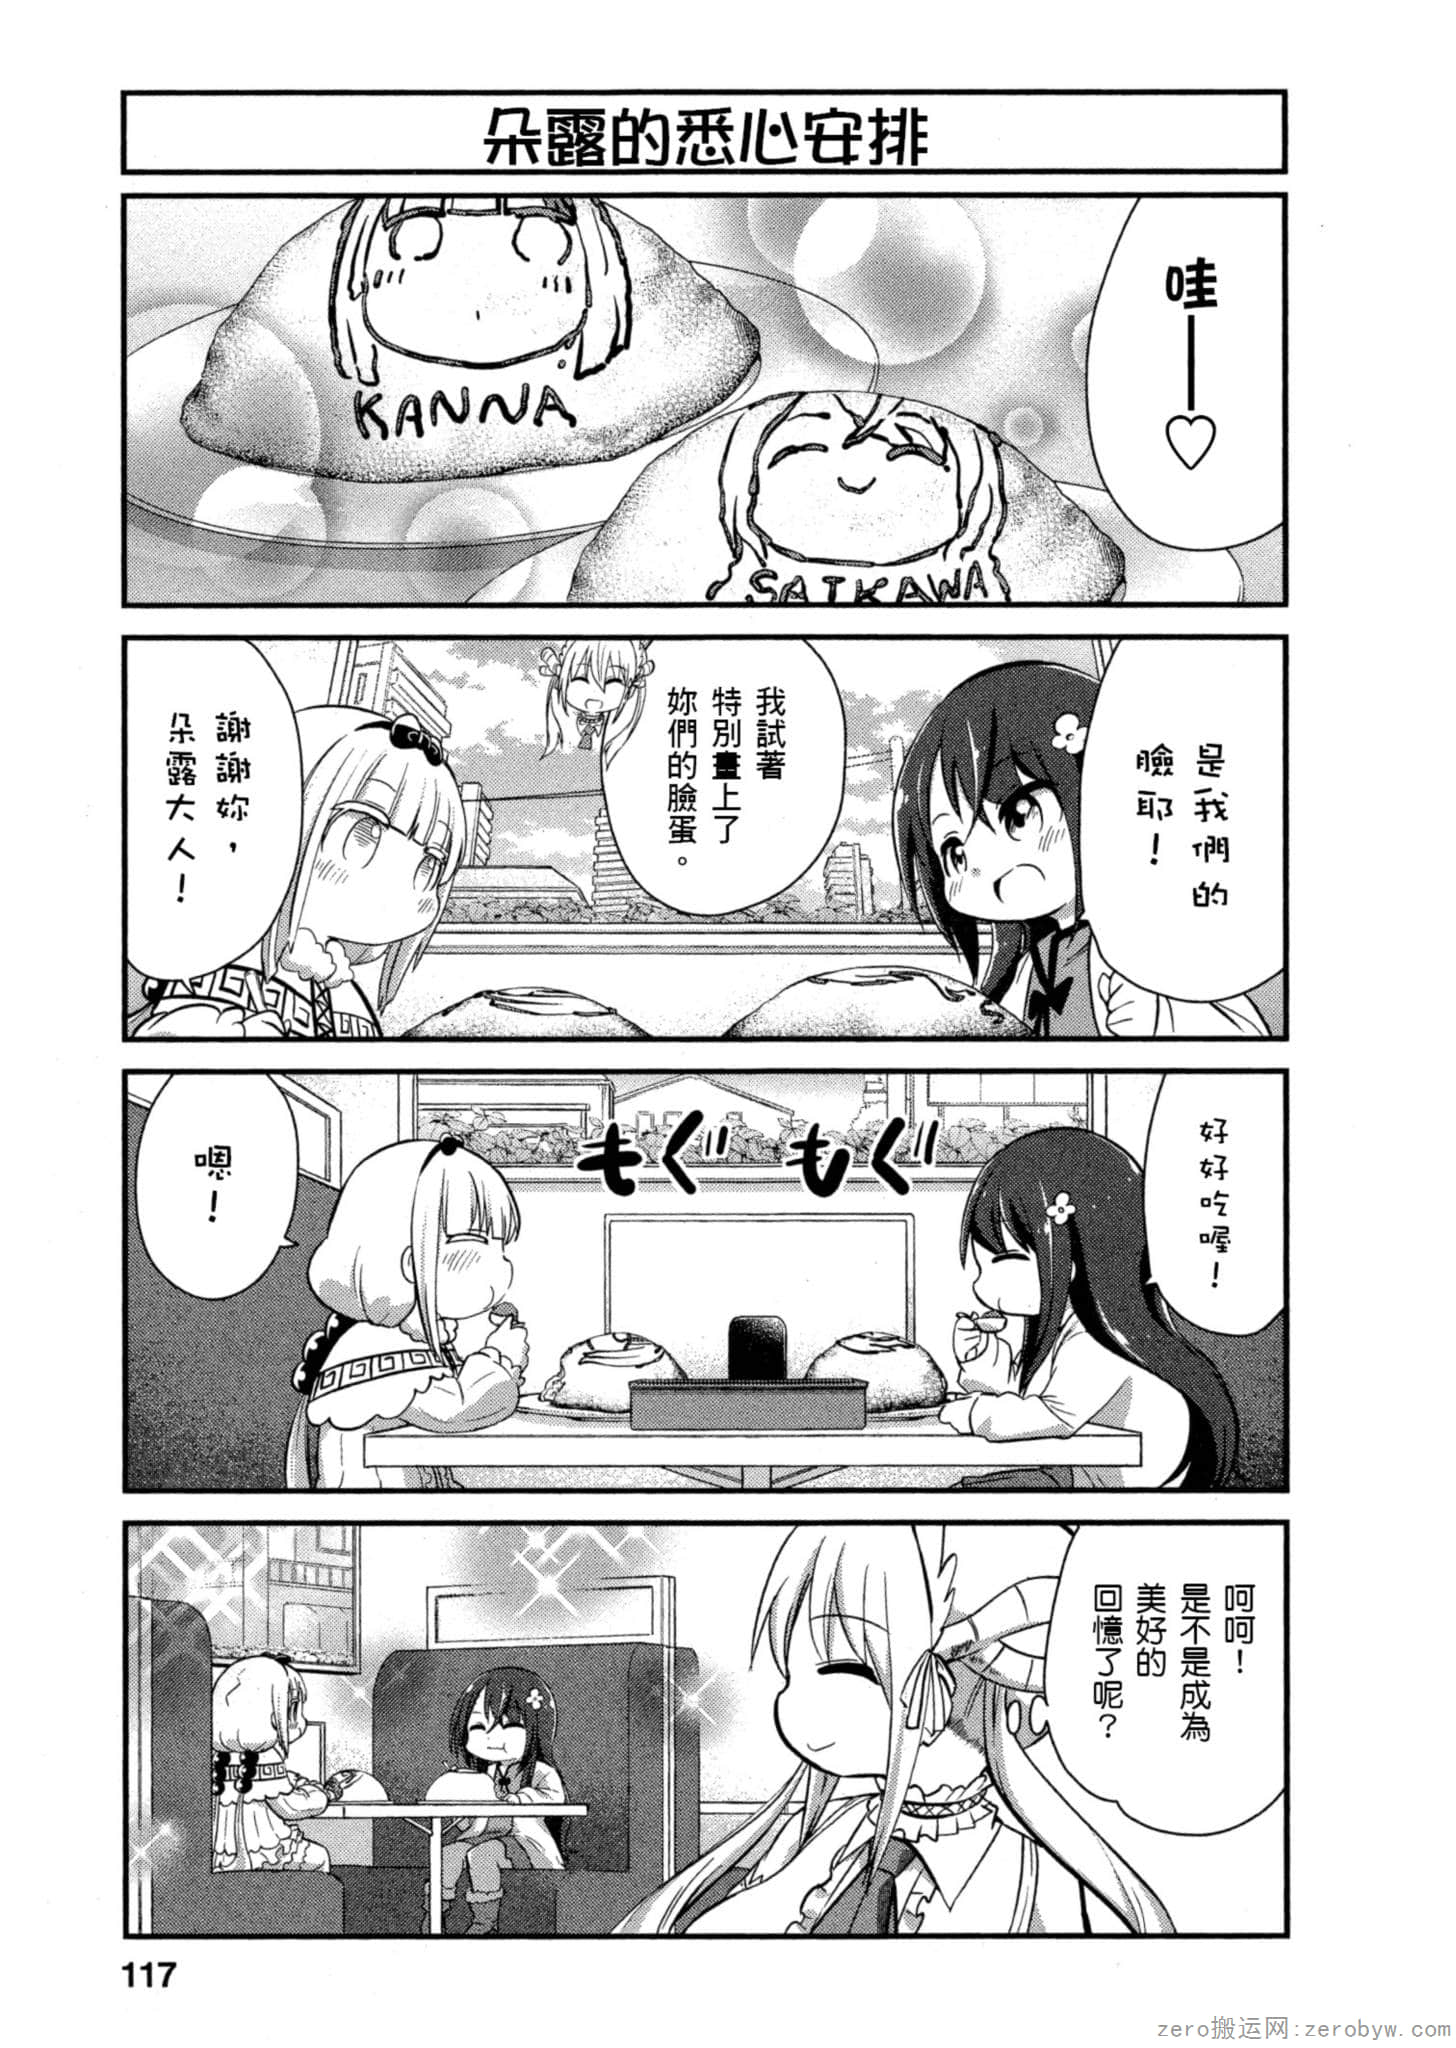 朵露的悉心安排
哇——♡
KANNA
SAIKAWA
是我們的
臉耶！
我試著
特別畫上了
妳們的臉蛋。
謝謝妳，
朵露大人！
好好吃喔！
もぐ もぐ
嗯！
呵呵！
是不是成為
美好的
回憶了呢？
117
zero搬运网:zerobyw.com